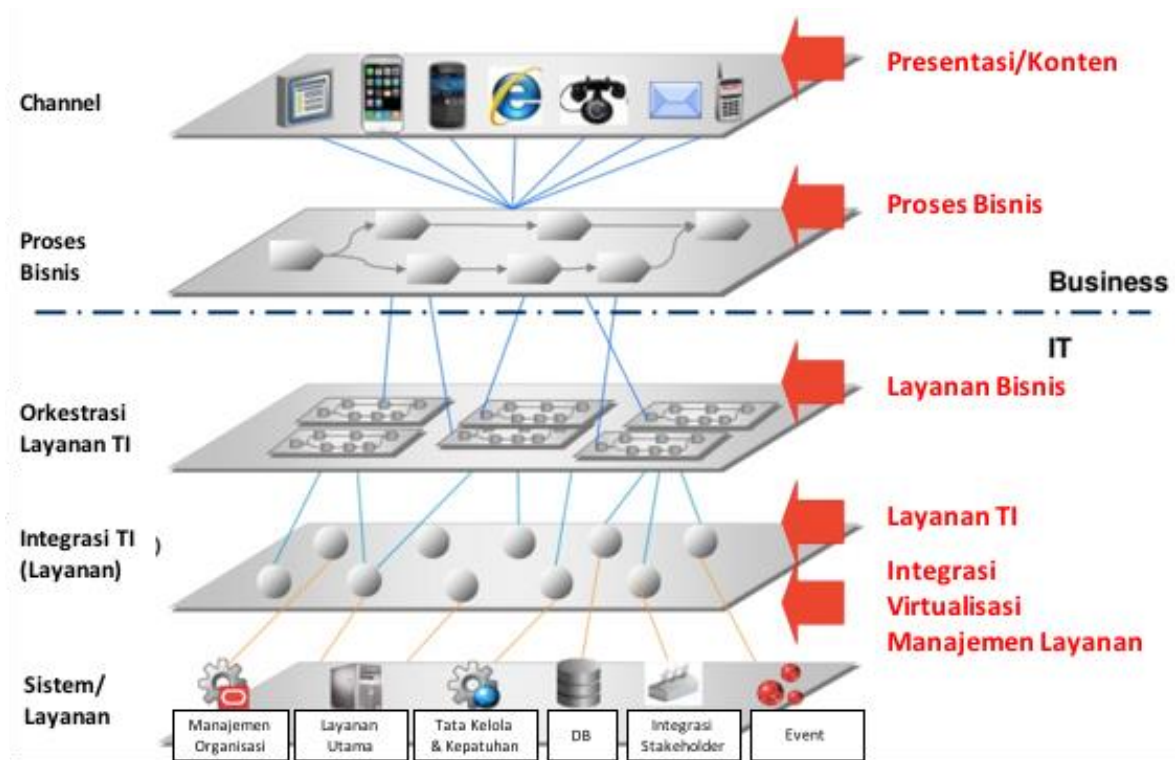 Channel
Presentasi/Konten
Proses
Bisnis
Proses Bisnis
Business
IT
Orkestrasi
Layanan TI
Layanan Bisnis
Integrasi TI
(Layanan)
)
Layanan TI
Integrasi
Virtualisasi
Manajemen Layanan
Sistem/
Layanan
Manajemen
Organisasi
Layanan
Utama
Tata Kelola
& Kepatuhan
DB
Integrasi
Stakeholder
Event